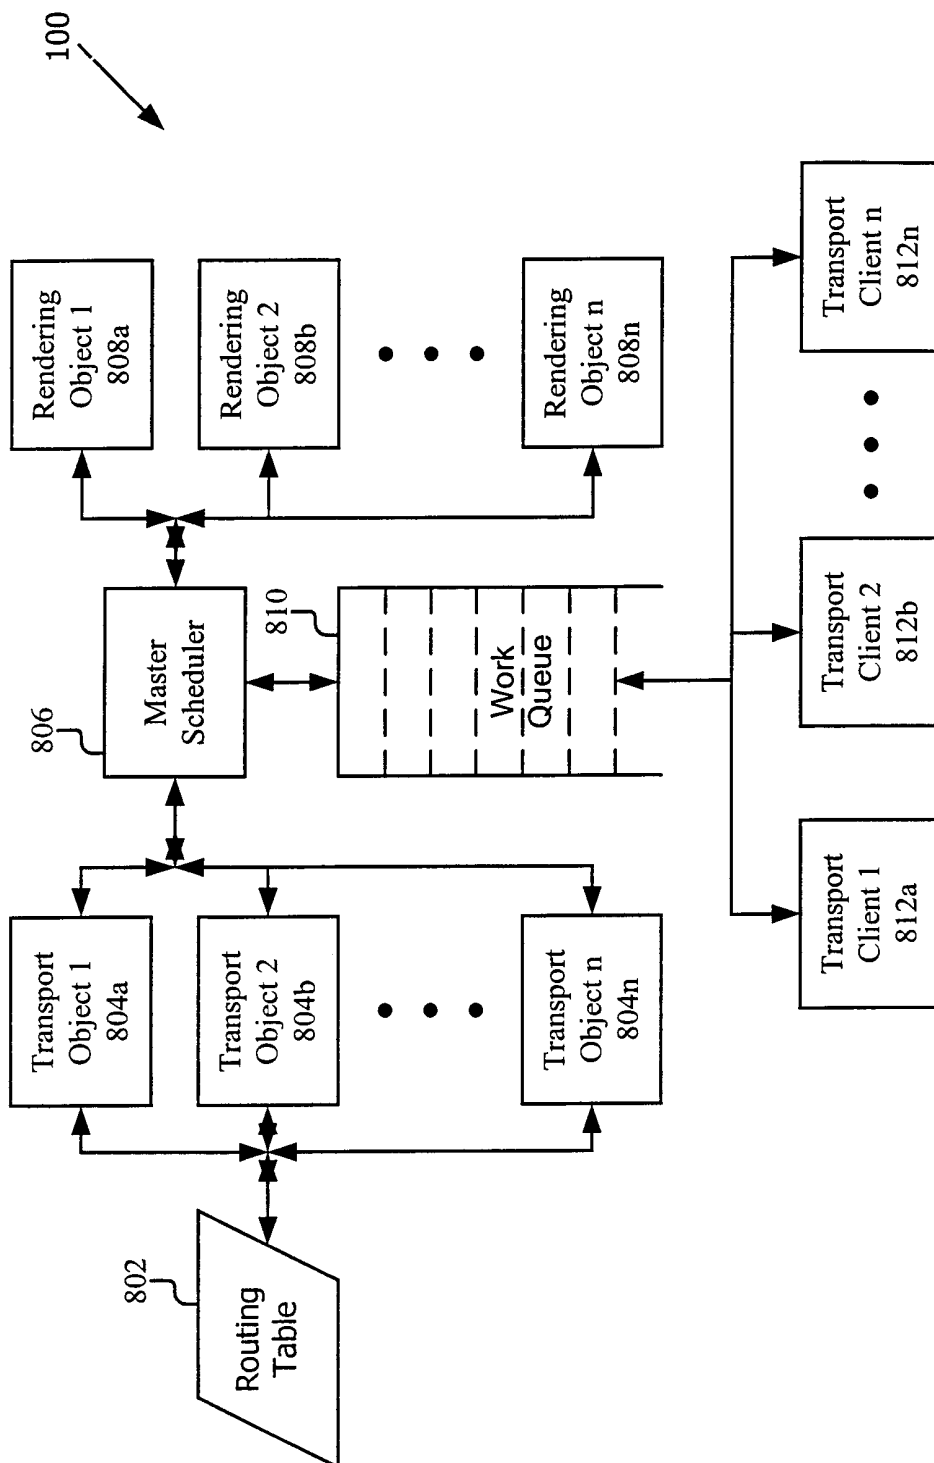 100
Routing
Table
802
Transport
Object 1
804a
Transport
Object 2
804b
Transport
Object n
804n
Master
Scheduler
806
Rendering
Object 1
808a
Rendering
Object 2
808b
Rendering
Object n
808n
Work
Queue
810
Transport
Client 1
812a
Transport
Client 2
812b
Transport
Client n
812n